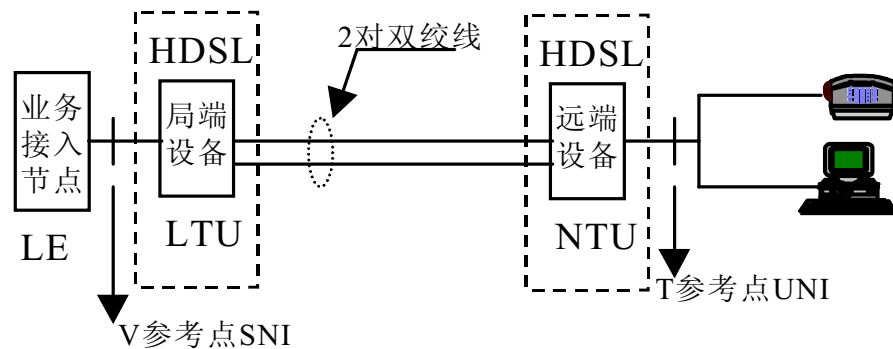 2对双绞线
HDSL
HDSL
业务
接入
节点
局端
设备
远端
设备
LE
LTU
NTU
T参考点UNI
V参考点SNI